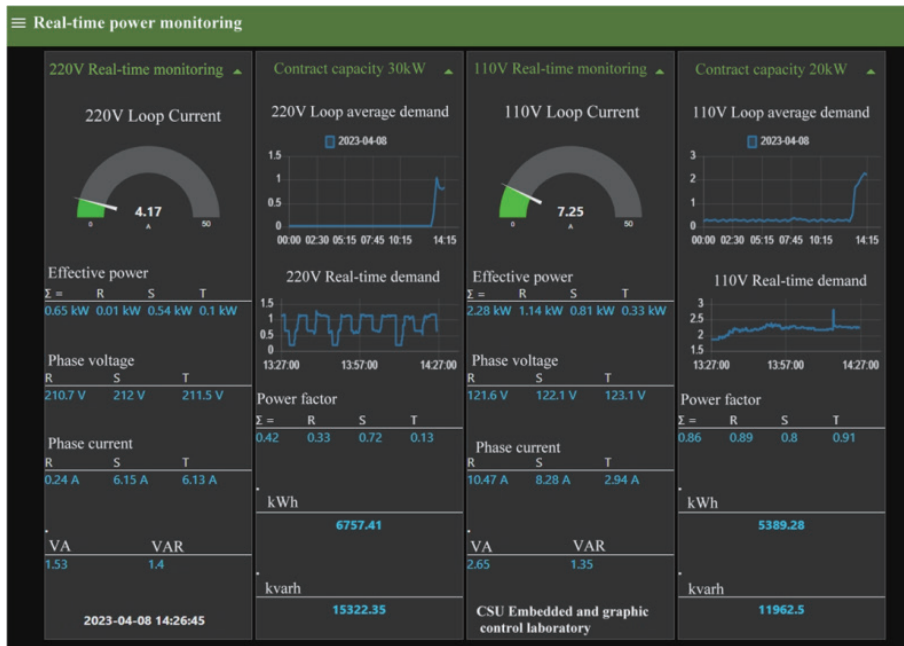 Real-time power monitoring
220V Real-time monitoring
220V Loop Current
4.17
0
A
50
Effective power
Σ = R S T
0.65 kW 0.01 kW 0.54 kW 0.1 kW
Phase voltage
R S T
210.7 V 212 V 211.5 V
Phase current
R S T
0.24 A 6.15 A 6.13 A
VA VAR
1.53 1.4
2023-04-08 14:26:45
Contract capacity 30kW
220V Loop average demand
2023-04-08
1.5
1
0.5
0
00:00 02:30 05:15 07:45 10:15 14:15
220V Real-time demand
1.5
1
0.5
0
13:27:00 13:57:00 14:27:00
Power factor
Σ = R S T
0.42 0.33 0.72 0.13
kWh
6757.41
kvarh
15322.35
110V Real-time monitoring
110V Loop Current
7.25
0
A
50
Effective power
Σ = R S T
2.28 kW 1.14 kW 0.81 kW 0.33 kW
Phase voltage
R S T
121.6 V 122.1 V 123.1 V
Phase current
R S T
10.47 A 8.28 A 2.94 A
VA VAR
2.65 1.35
CSU Embedded and graphic
control laboratory
Contract capacity 20kW
110V Loop average demand
2023-04-08
3
2
1
0
00:00 02:30 05:15 07:45 10:15 14:15
110V Real-time demand
3
2.5
2
1.5
13:27:00 13:57:00 14:27:00
Power factor
Σ = R S T
0.86 0.89 0.8 0.91
kWh
5389.28
kvarh
11962.5